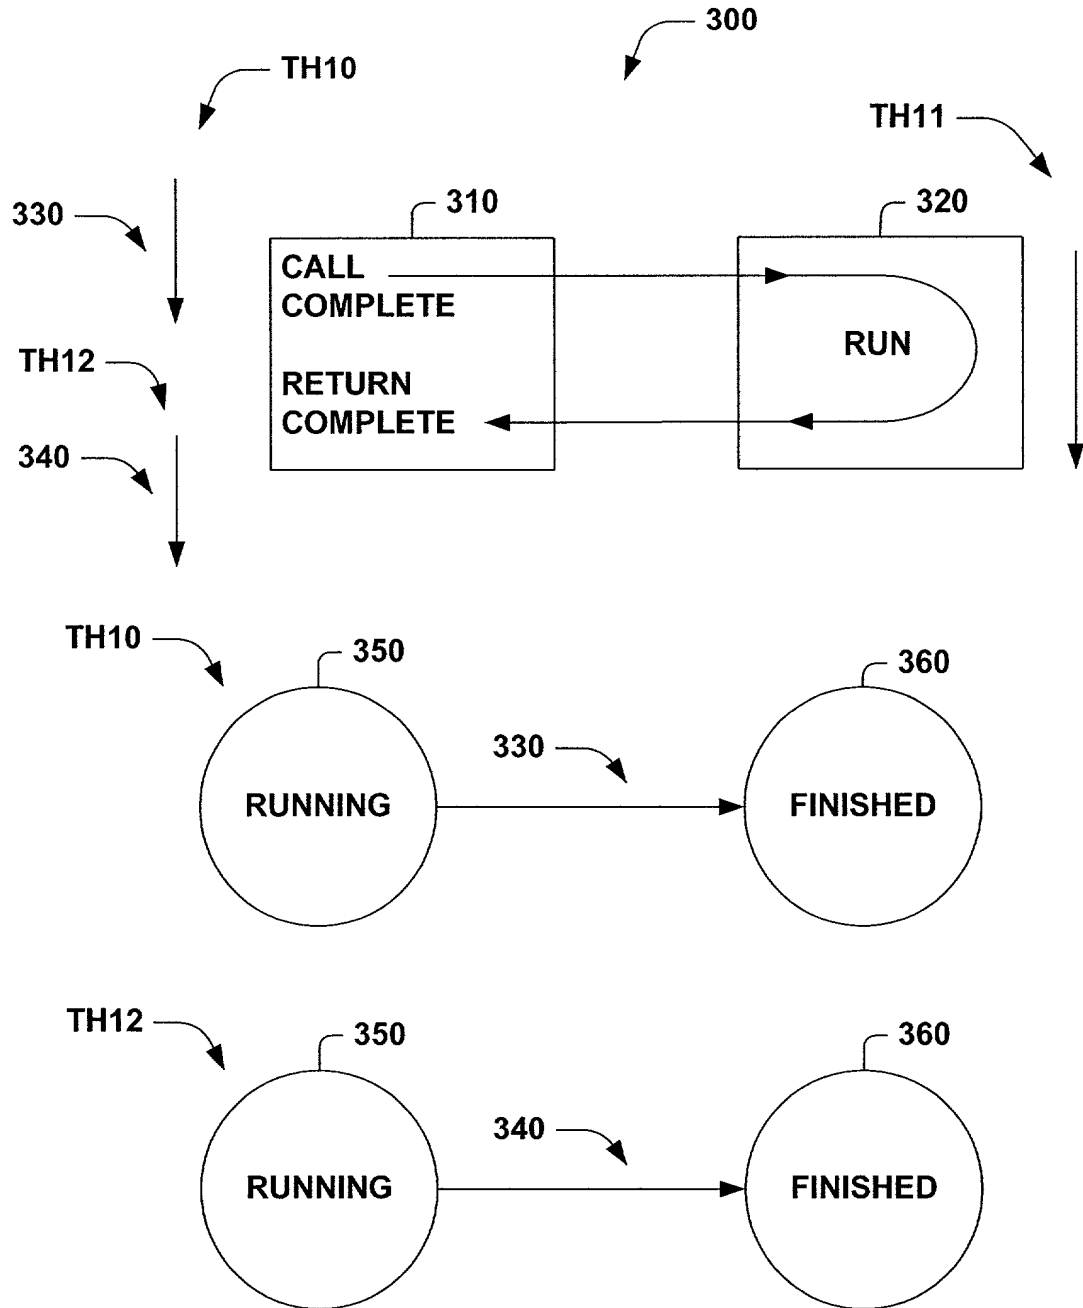 300
TH10
TH11
330
310
320
CALL
COMPLETE
RUN
TH12
RETURN
COMPLETE
340
TH10
350
360
330
RUNNING
FINISHED
TH12
350
360
340
RUNNING
FINISHED